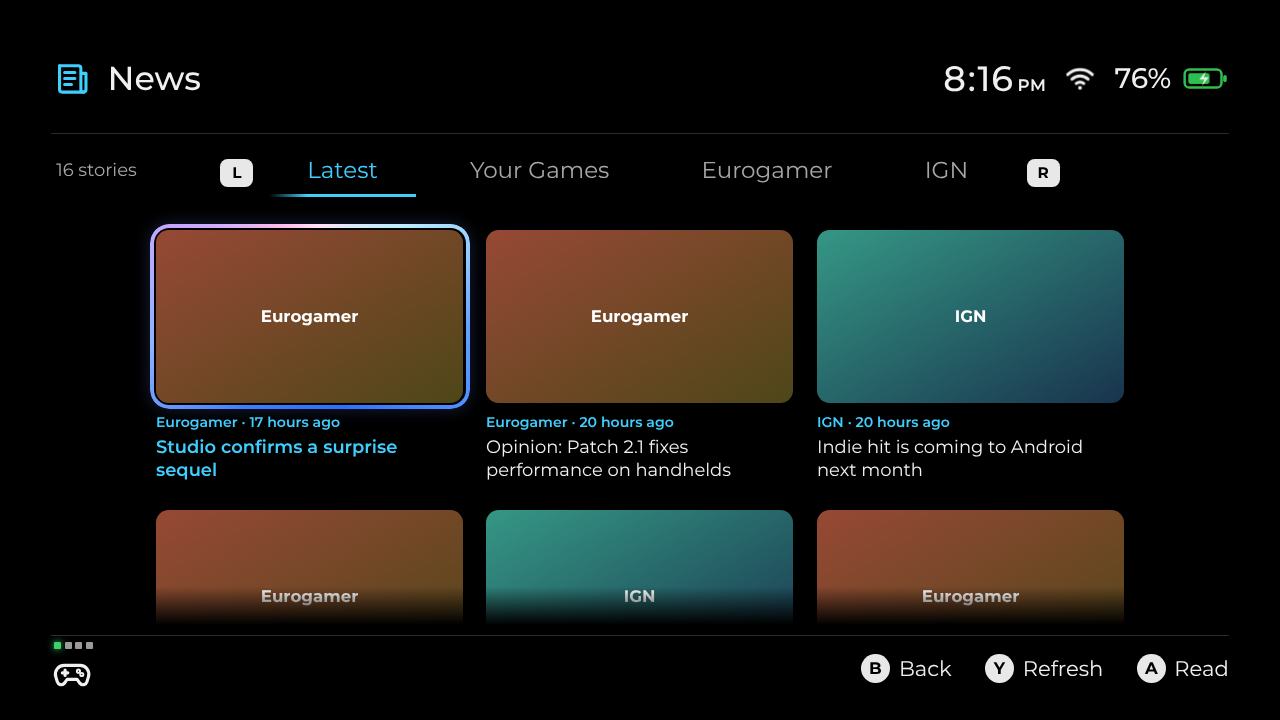 News
8:16 PM
76%
16 stories
L
Latest
Your Games
Eurogamer
IGN
R
Eurogamer
Eurogamer
IGN
Eurogamer · 17 hours ago
Studio confirms a surprise
sequel
Eurogamer · 20 hours ago
Opinion: Patch 2.1 fixes
performance on handhelds
IGN · 20 hours ago
Indie hit is coming to Android
next month
Eurogamer
IGN
Eurogamer
B Back
Y Refresh
A Read